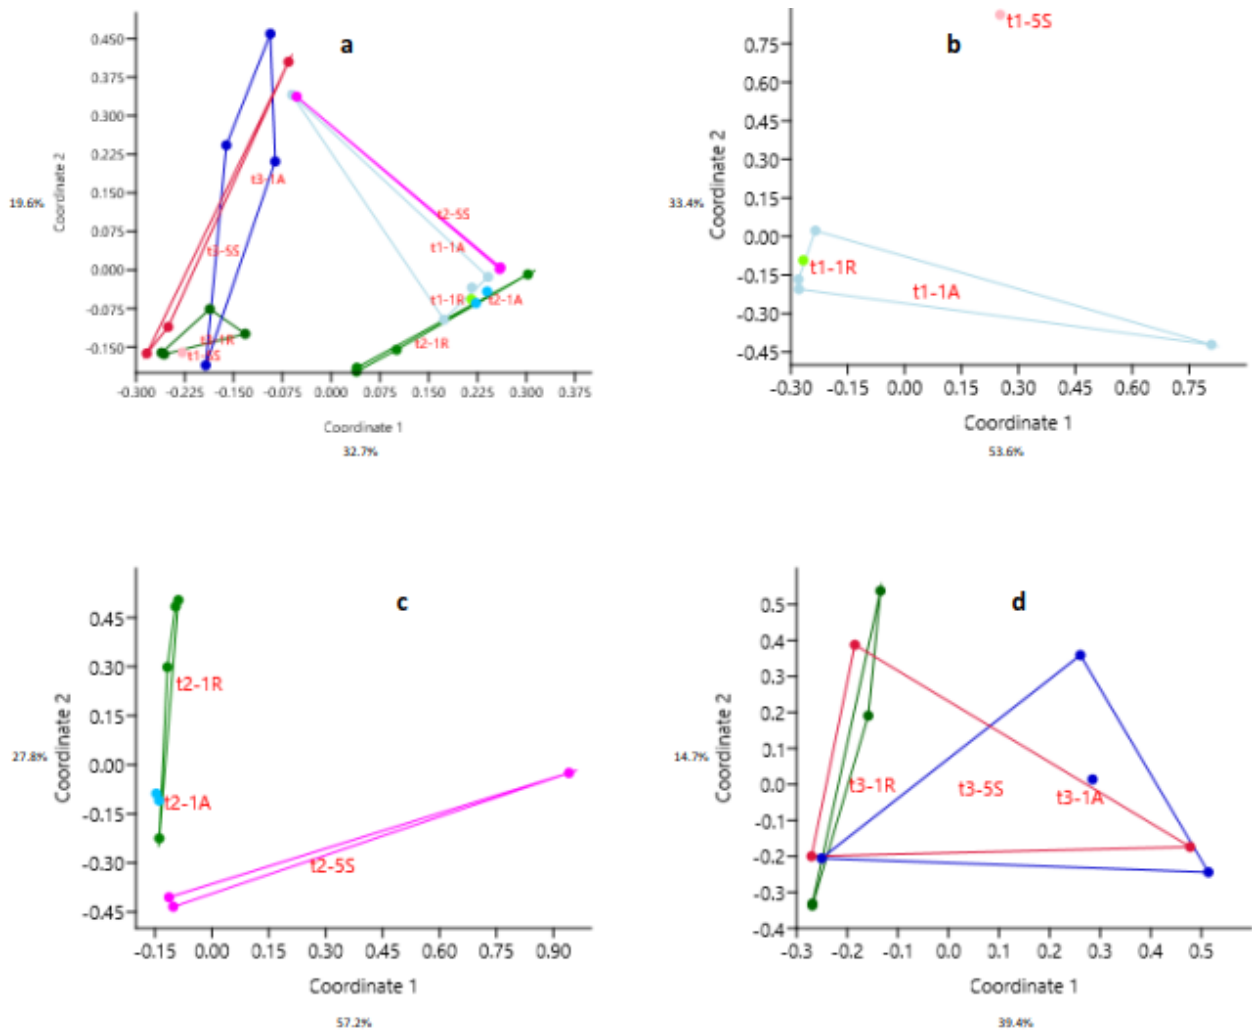 a
0.450
0.375
0.300
0.225
0.150
0.075
0.000
-0.075
-0.150
19.6%
Coordinate 2
t3-1A
t3-5S
t2-5S
t1-1A
t1-1R
t2-1A
t2-1R
t1-5S
-0.300 -0.225 -0.150 -0.075 0.000 0.075 0.150 0.225 0.300 0.375
Coordinate 1
32.7%
b
t1-5S
0.75
0.60
0.45
0.30
0.15
0.00
-0.15
-0.30
-0.45
33.4%
Coordinate 2
t1-1R
t1-1A
-0.30 -0.15 0.00 0.15 0.30 0.45 0.60 0.75
Coordinate 1
53.6%
c
0.45
0.30
0.15
0.00
-0.15
-0.30
-0.45
27.8%
Coordinate 2
t2-1R
t2-1A
t2-5S
-0.15 0.00 0.15 0.30 0.45 0.60 0.75 0.90
Coordinate 1
57.2%
d
0.5
0.4
0.3
0.2
0.1
0.0
-0.1
-0.2
-0.3
-0.4
14.7%
Coordinate 2
t3-1R
t3-5S
t3-1A
-0.3 -0.2 -0.1 0.0 0.1 0.2 0.3 0.4 0.5
Coordinate 1
39.4%